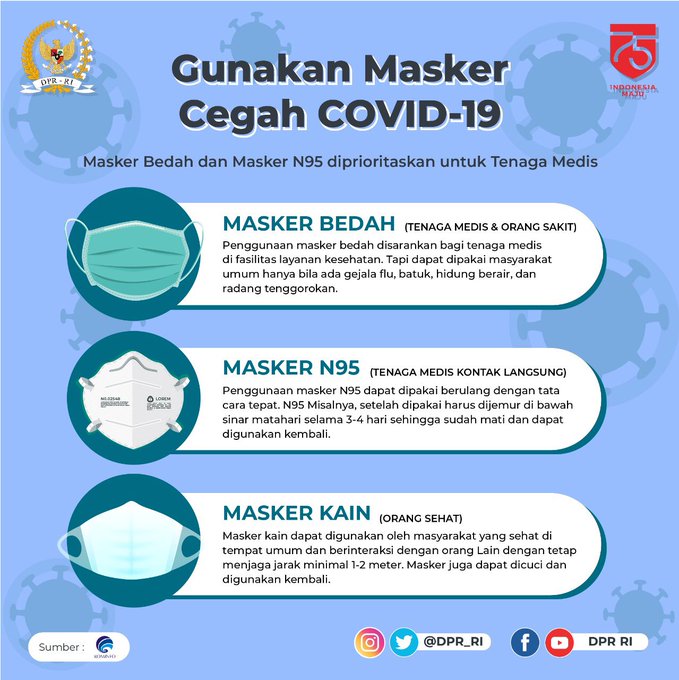 DPR - RI
75
INDONESIA
MAJU
Gunakan Masker
Cegah COVID-19
Masker Bedah dan Masker N95 diprioritaskan untuk Tenaga Medis
MASKER BEDAH (TENAGA MEDIS & ORANG SAKIT)
Penggunaan masker bedah disarankan bagi tenaga medis
di fasilitas layanan kesehatan. Tapi dapat dipakai masyarakat
umum hanya bila ada gejala flu, batuk, hidung berair, dan
radang tenggorokan.
MASKER N95 (TENAGA MEDIS KONTAK LANGSUNG)
Penggunaan masker N95 dapat dipakai berulang dengan tata
cara tepat. N95 Misalnya, setelah dipakai harus dijemur di bawah
sinar matahari selama 3-4 hari sehingga sudah mati dan dapat
digunakan kembali.
LOREM
MASKER KAIN (ORANG SEHAT)
Masker kain dapat digunakan oleh masyarakat yang sehat di
tempat umum dan berinteraksi dengan orang Lain dengan tetap
menjaga jarak minimal 1-2 meter. Masker juga dapat dicuci dan
digunakan kembali.
Sumber :
KOMINFO
@DPR_RI
DPR RI